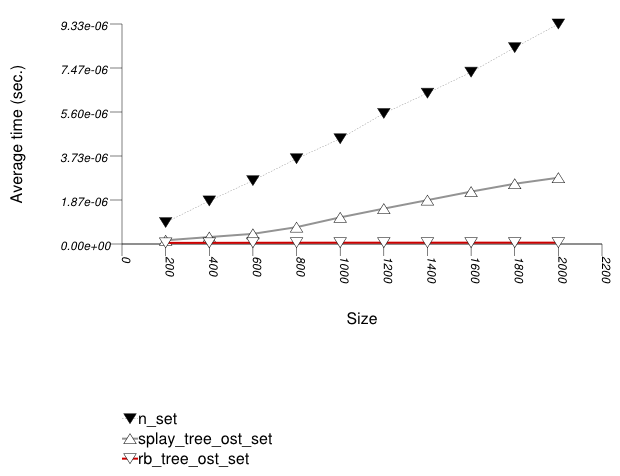 9.33e-06
7.47e-06
5.60e-06
3.73e-06
1.87e-06
0.00e+00
Average time (sec.)
0
200
400
600
800
1000
1200
1400
1600
1800
2000
2200
Size
n_set
splay_tree_ost_set
rb_tree_ost_set